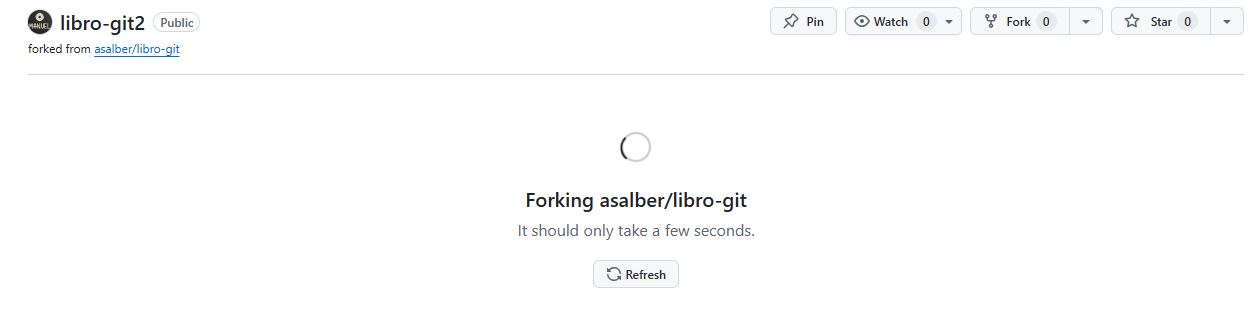 MANUEL libro-git2 Public Pin Watch 0 Fork 0 Star 0
forked from asalber/libro-git
Forking asalber/libro-git
It should only take a few seconds.
Refresh